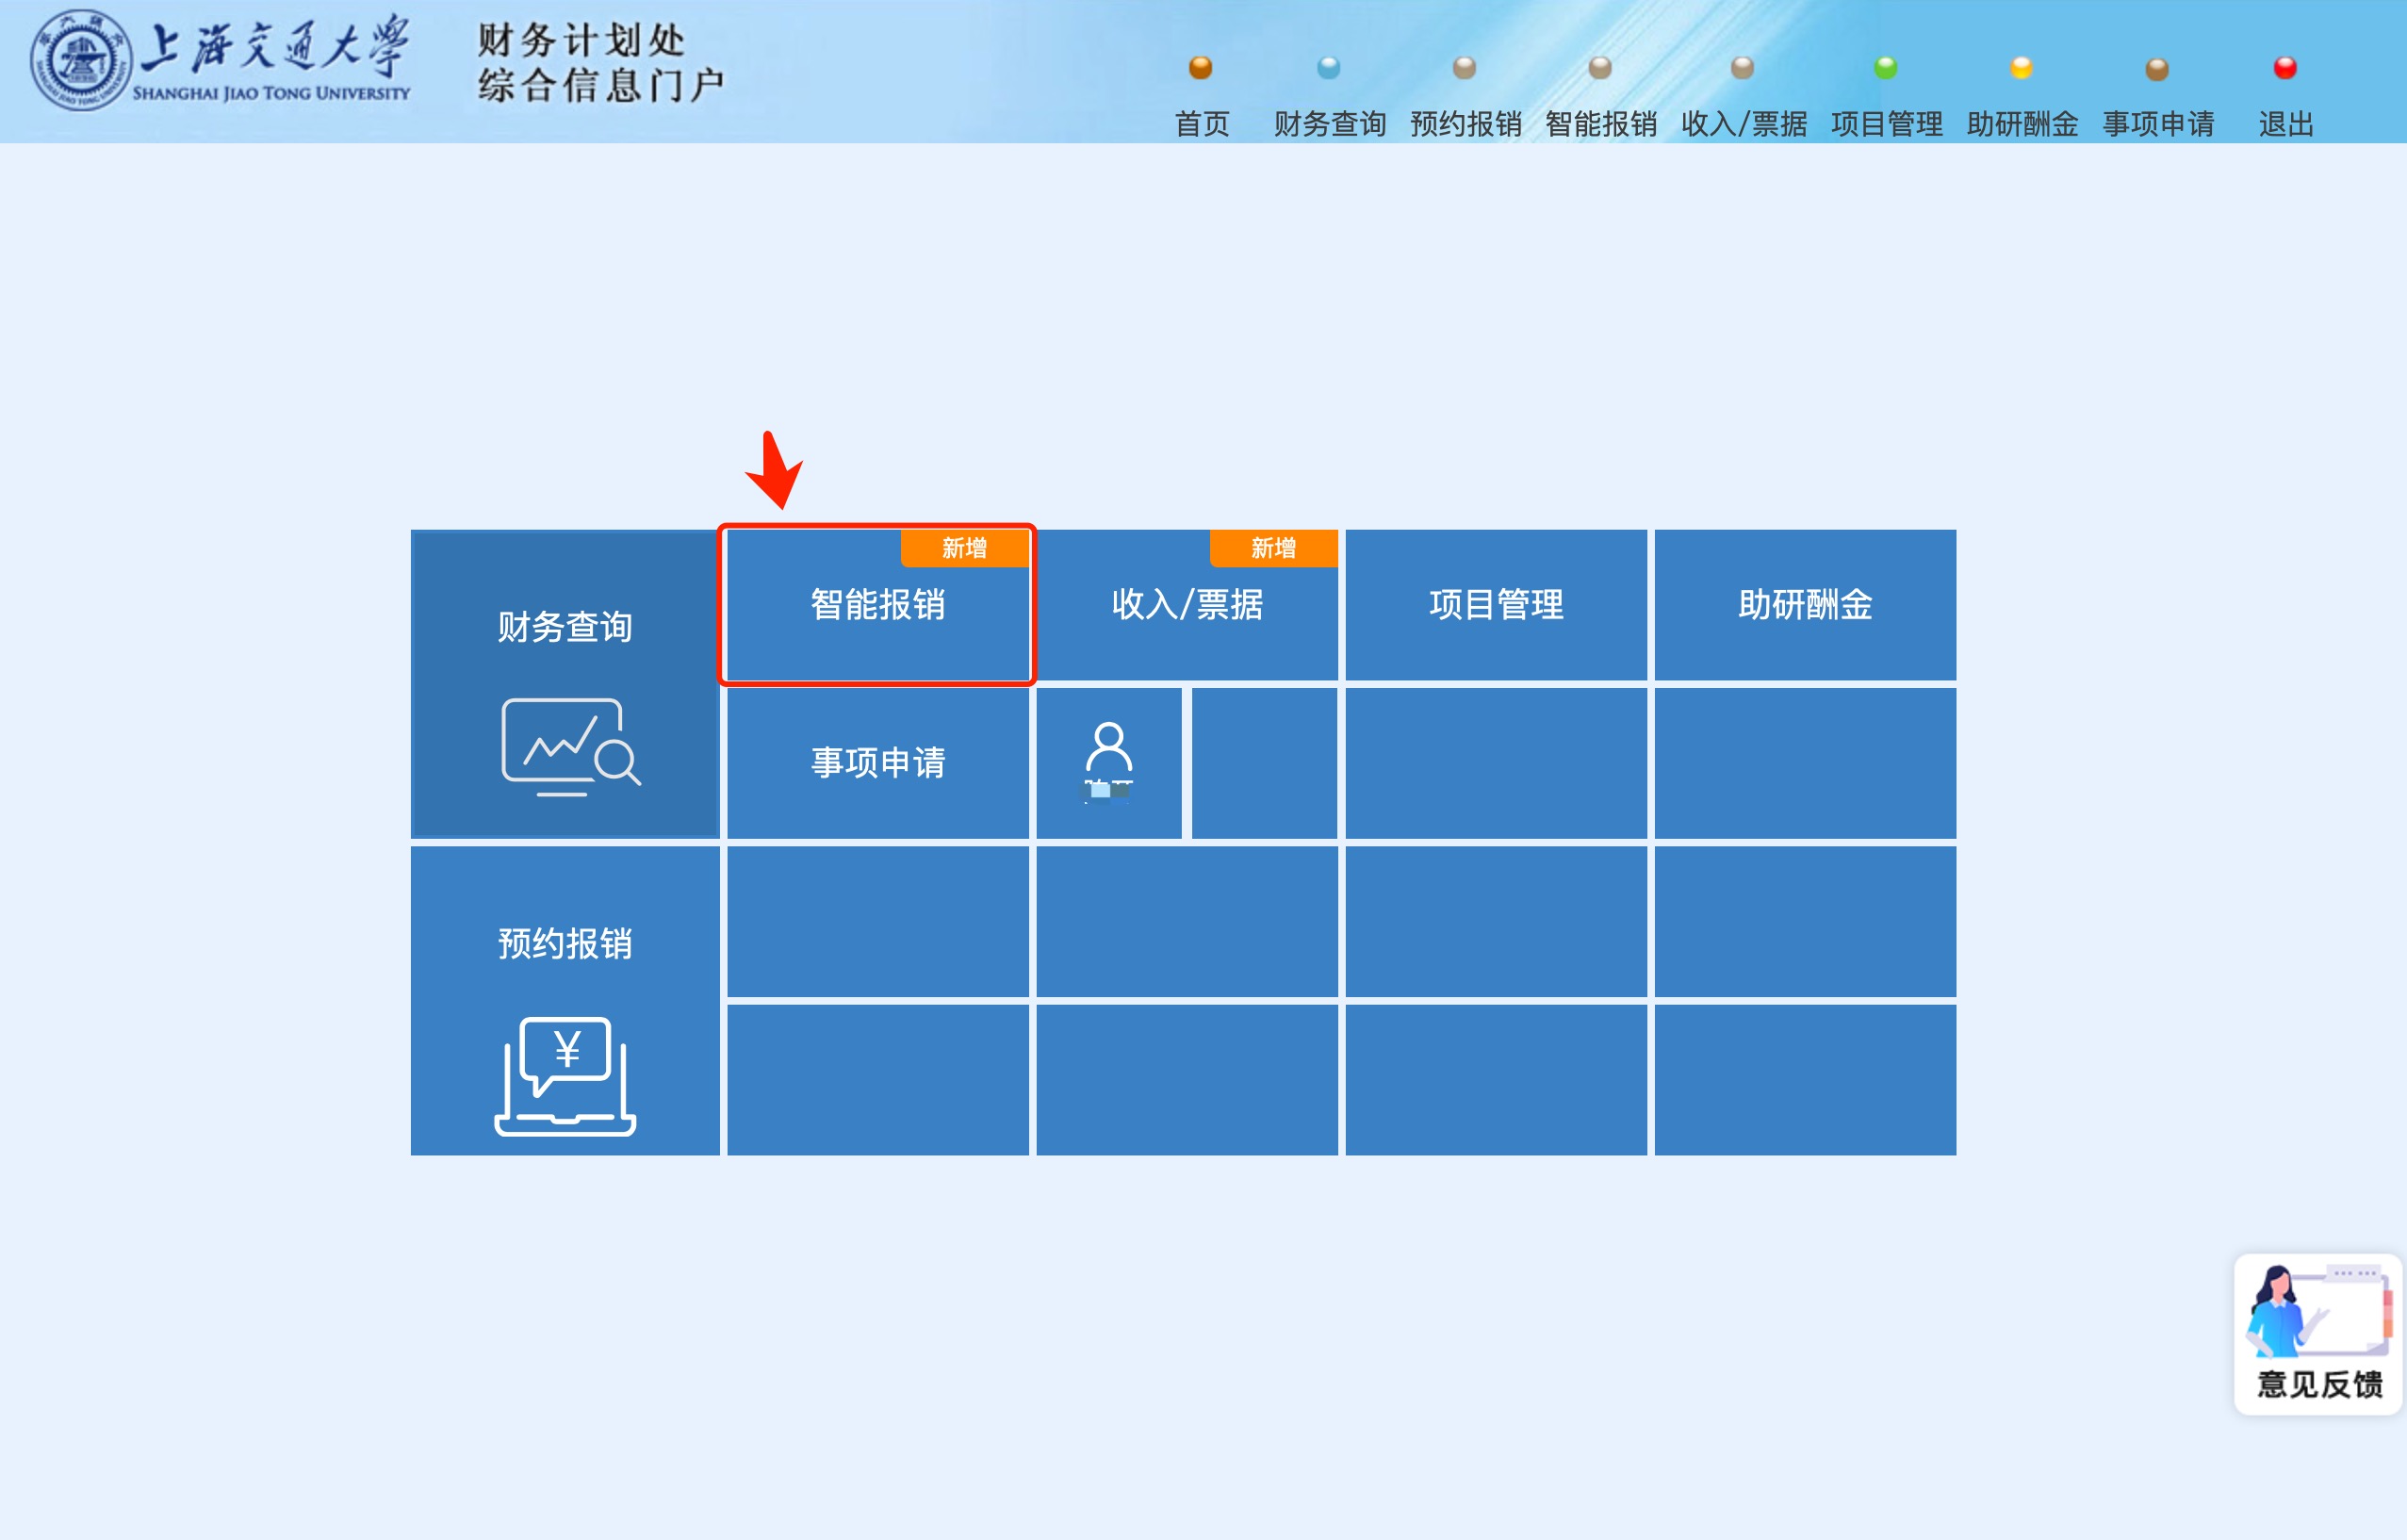 上海交通大学
SHANGHAI JIAO TONG UNIVERSITY
财务计划处
综合信息门户
首页 财务查询 预约报销 智能报销 收入/票据 项目管理 助研酬金 事项申请 退出
财务查询
新增
智能报销
新增
收入/票据
项目管理
助研酬金
事项申请
预约报销
¥
意见反馈